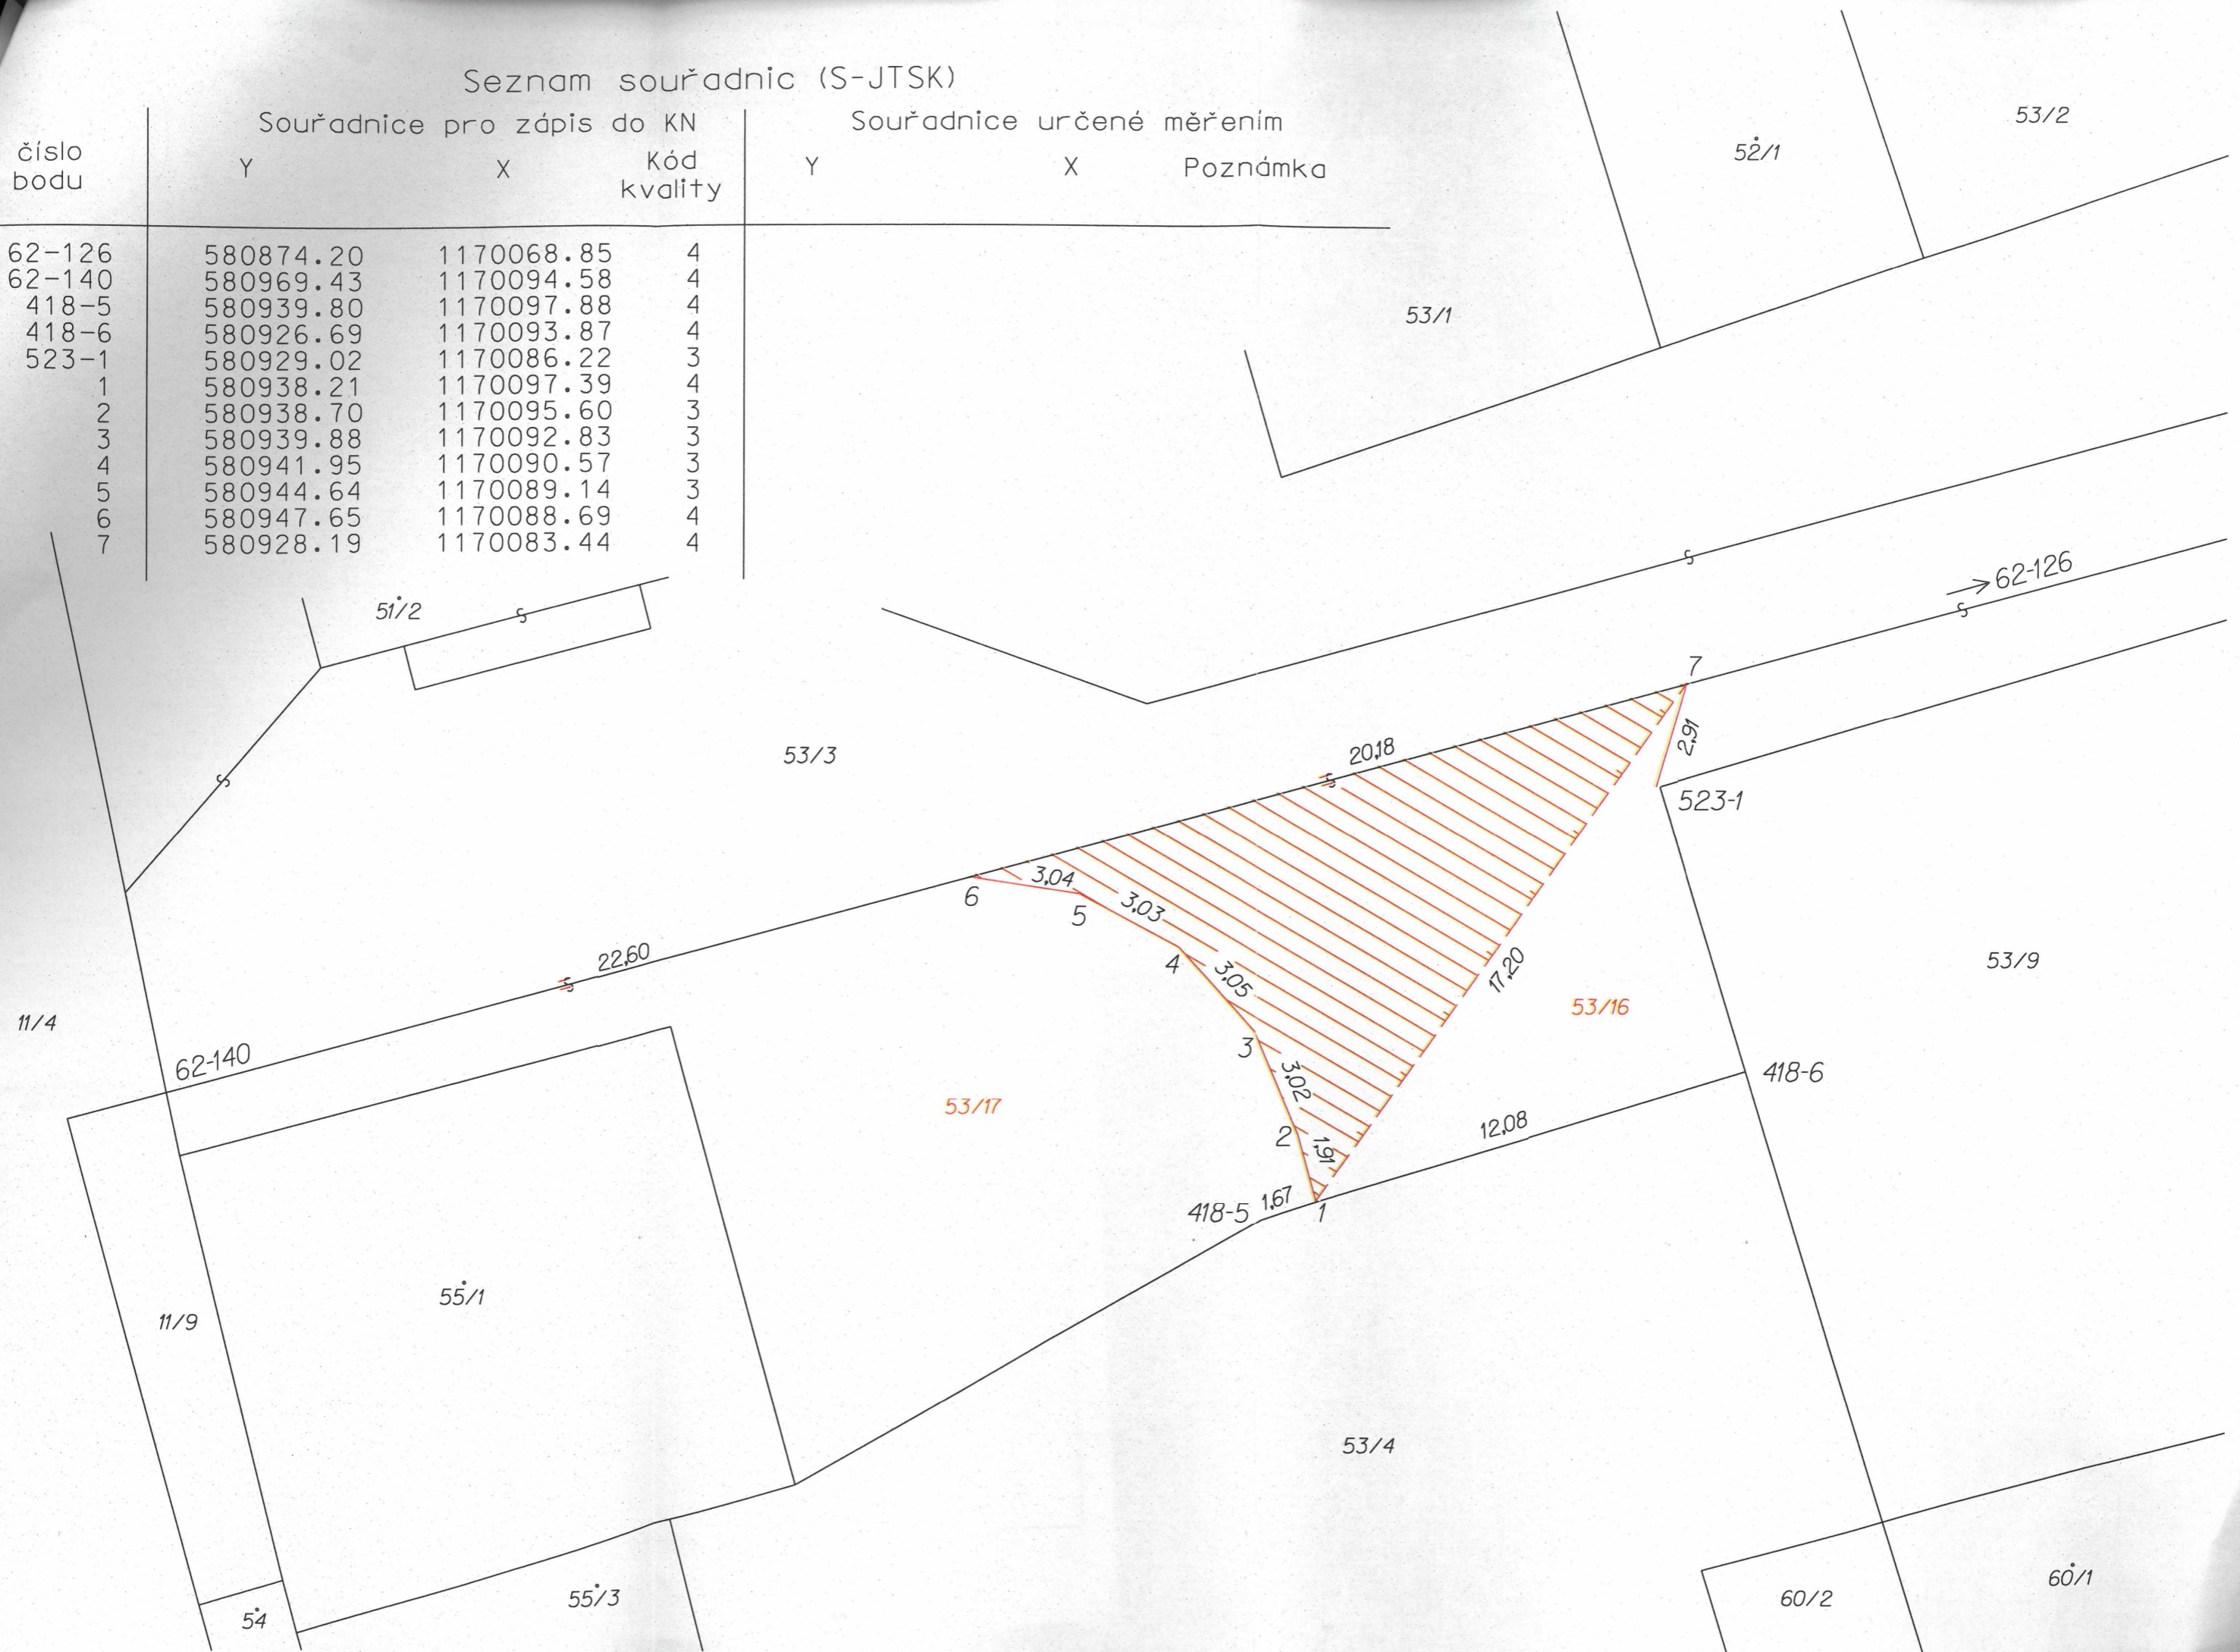 Seznam souřadnic (S-JTSK)
Souřadnice pro zápis do KN
Souřadnice určené měřením
číslo bodu
Y
X
Kód kvality
Y
X
Poznámka
62-126 580874.20 1170068.85 4
62-140 580969.43 1170094.58 4
418-5 580939.80 1170097.88 4
418-6 580926.69 1170093.87 4
523-1 580929.02 1170086.22 3
1 580938.21 1170097.39 4
2 580938.70 1170095.60 3
3 580939.88 1170092.83 3
4 580941.95 1170090.57 3
5 580944.64 1170089.14 3
6 580947.65 1170088.69 4
7 580928.19 1170083.44 4
53/2
52/1
53/1
62-126
51/2
7
53/3
20,18
2,91
523-1
3,04
6
5
3,03
22,60
4
3,05
17,20
53/9
53/16
11/4
62-140
3
3,02
418-6
53/17
2
1,91
12,08
418-5
1,67
1
55/1
11/9
53/4
55/3
54
60/2
60/1